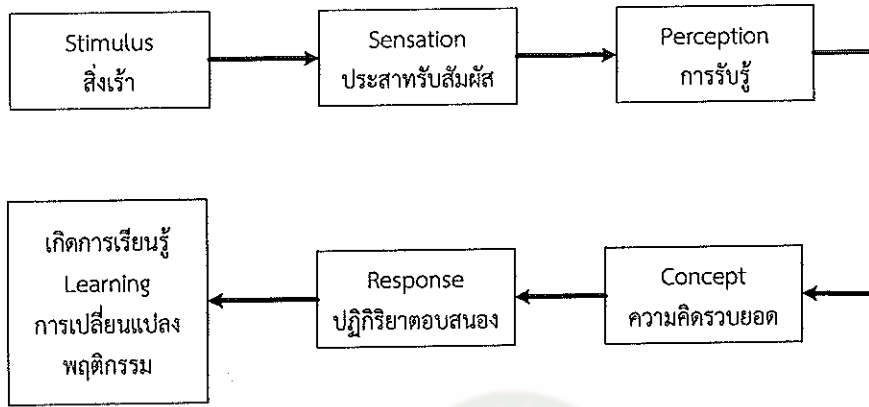 Stimulus
สิ่งเร้า
Sensation
ประสาทรับสัมผัส
Perception
การรับรู้
เกิดการเรียนรู้
Learning
การเปลี่ยนแปลง
พฤติกรรม
Response
ปฏิกิริยาตอบสนอง
Concept
ความคิดรวบยอด